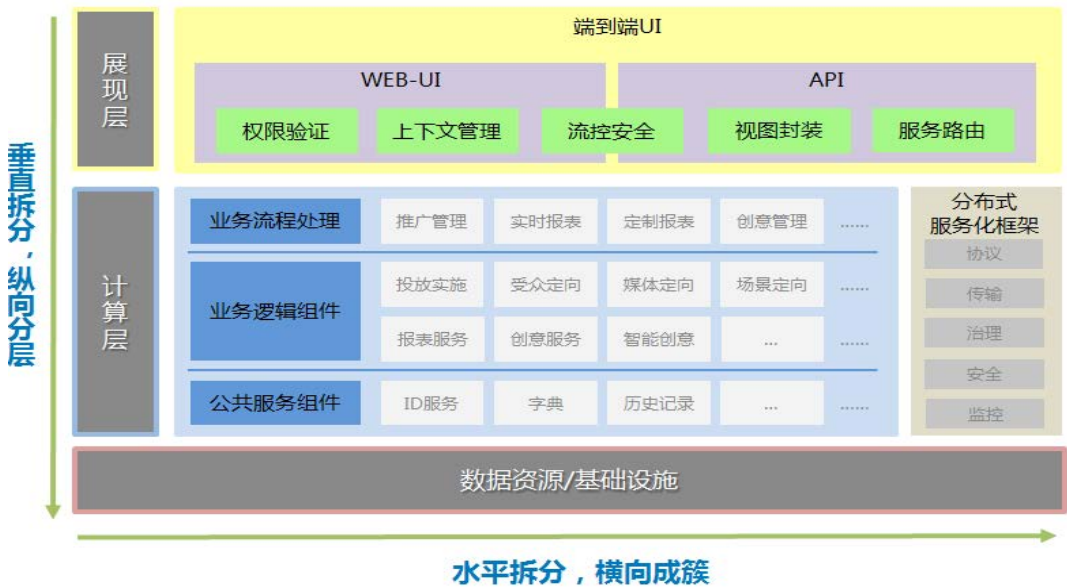 端到端UI
展现层
WEB-UI
API
权限验证
上下文管理
流控安全
视图封装
服务路由
垂直拆分，纵向分层
计算层
业务流程处理
推广管理
实时报表
定制报表
创意管理
......
业务逻辑组件
投放实施
受众定向
媒体定向
场景定向
......
报表服务
创意服务
智能创意
...
......
公共服务组件
ID服务
字典
历史记录
...
......
分布式
服务化框架
协议
传输
治理
安全
监控
数据资源/基础设施
水平拆分，横向成簇